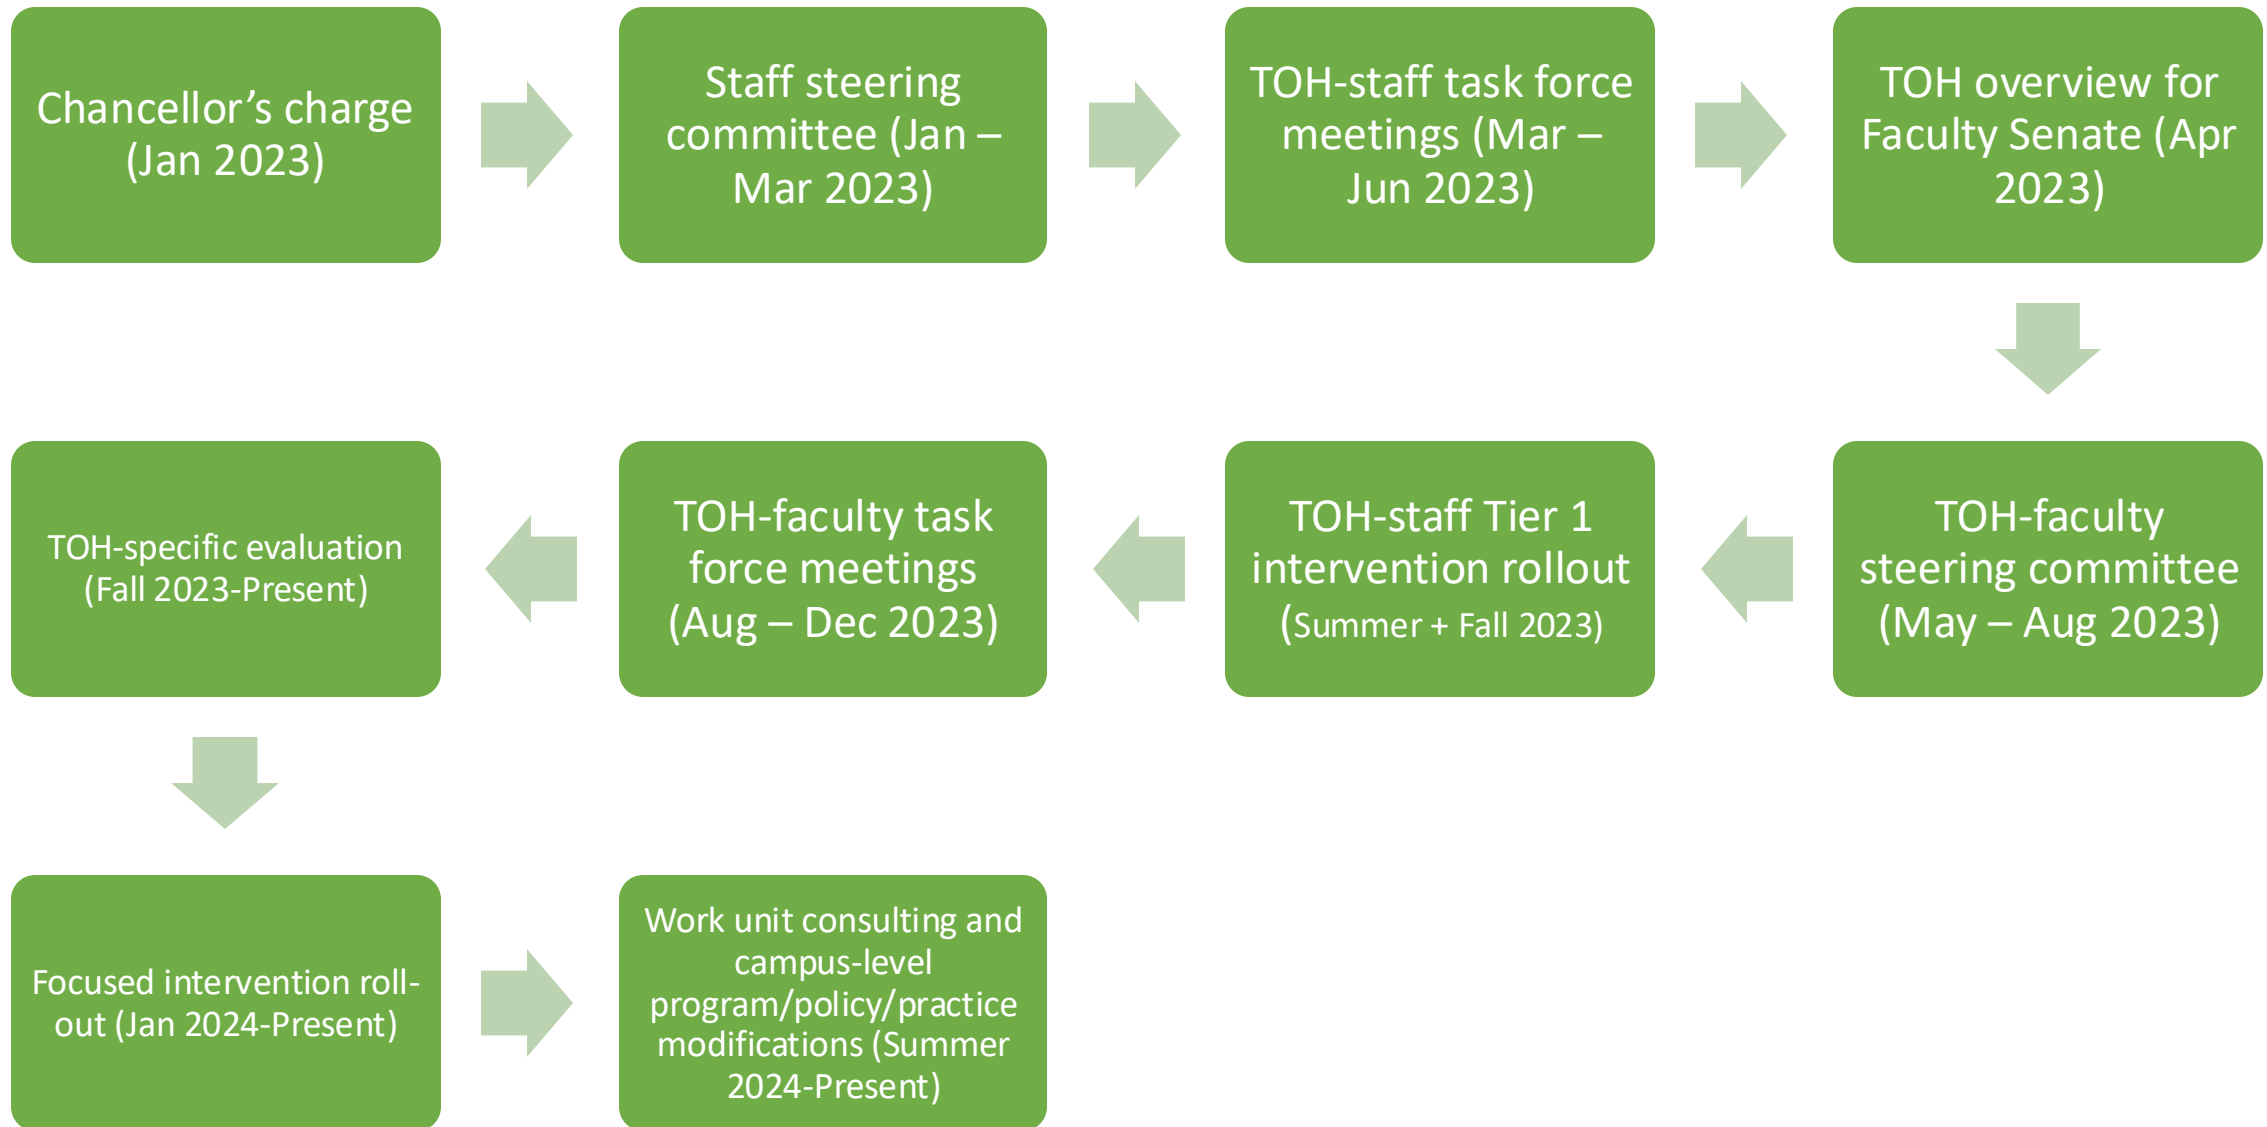 Chancellor’s charge
(Jan 2023)
Staff steering
committee (Jan –
Mar 2023)
TOH-staff task force
meetings (Mar –
Jun 2023)
TOH overview for
Faculty Senate (Apr
2023)
TOH-faculty
steering committee
(May – Aug 2023)
TOH-staff Tier 1
intervention rollout
(Summer + Fall 2023)
TOH-faculty task
force meetings
(Aug – Dec 2023)
TOH-specific evaluation
(Fall 2023-Present)
Focused intervention roll-
out (Jan 2024-Present)
Work unit consulting and
campus-level
program/policy/practice
modifications (Summer
2024-Present)